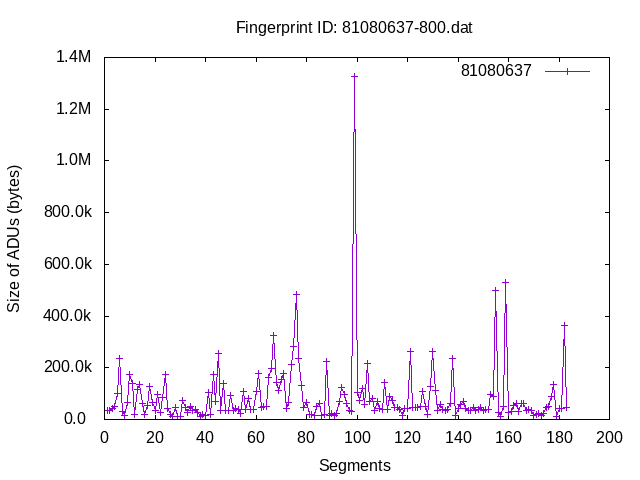 Fingerprint ID: 81080637-800.dat
81080637
1.4M
1.2M
1.0M
800.0k
600.0k
400.0k
200.0k
0.0
Size of ADUs (bytes)
0 20 40 60 80 100 120 140 160 180 200
Segments